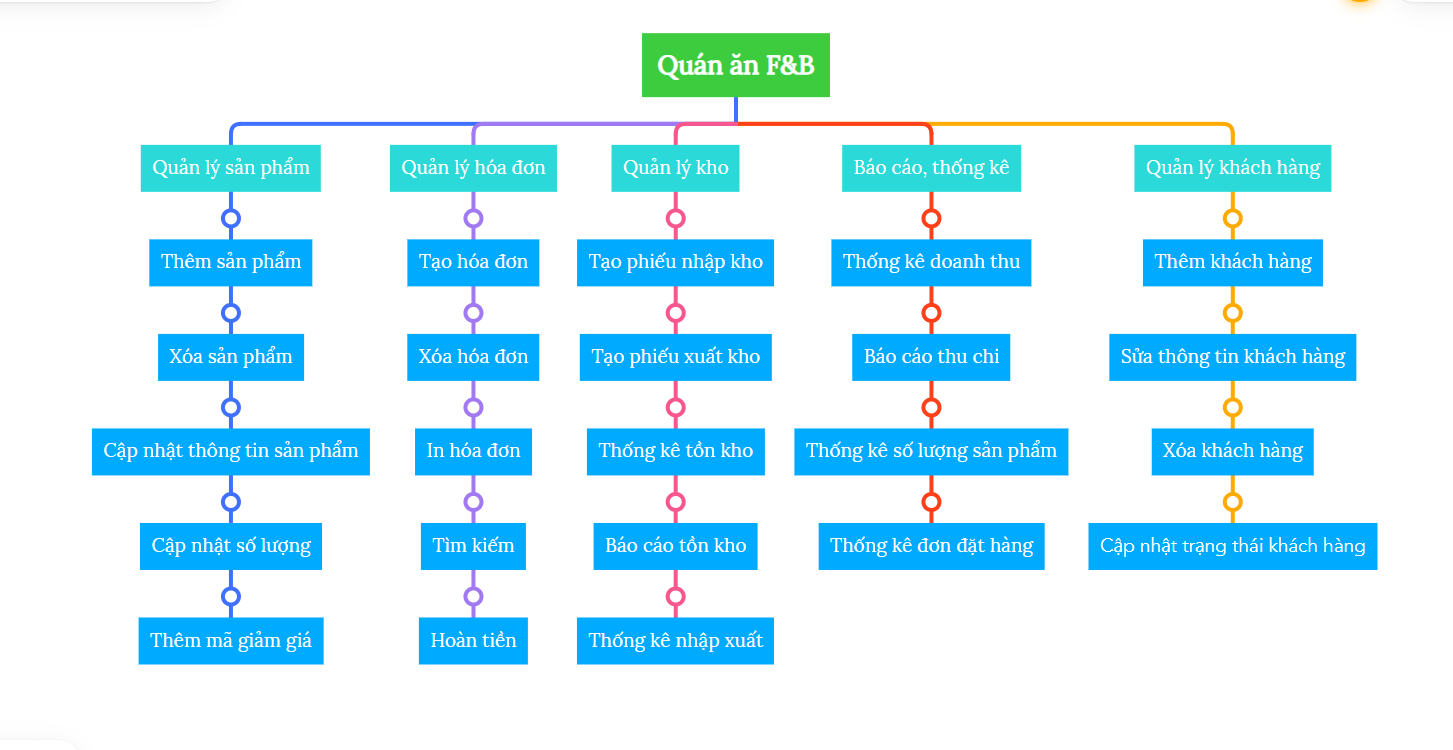 Quán ăn F&B
Quản lý sản phẩm
Thêm sản phẩm
Xóa sản phẩm
Cập nhật thông tin sản phẩm
Cập nhật số lượng
Thêm mã giảm giá
Quản lý hóa đơn
Tạo hóa đơn
Xóa hóa đơn
In hóa đơn
Tìm kiếm
Hoàn tiền
Quản lý kho
Tạo phiếu nhập kho
Tạo phiếu xuất kho
Thống kê tồn kho
Báo cáo tồn kho
Thống kê nhập xuất
Báo cáo, thống kê
Thống kê doanh thu
Báo cáo thu chi
Thống kê số lượng sản phẩm
Thống kê đơn đặt hàng
Quản lý khách hàng
Thêm khách hàng
Sửa thông tin khách hàng
Xóa khách hàng
Cập nhật trạng thái khách hàng